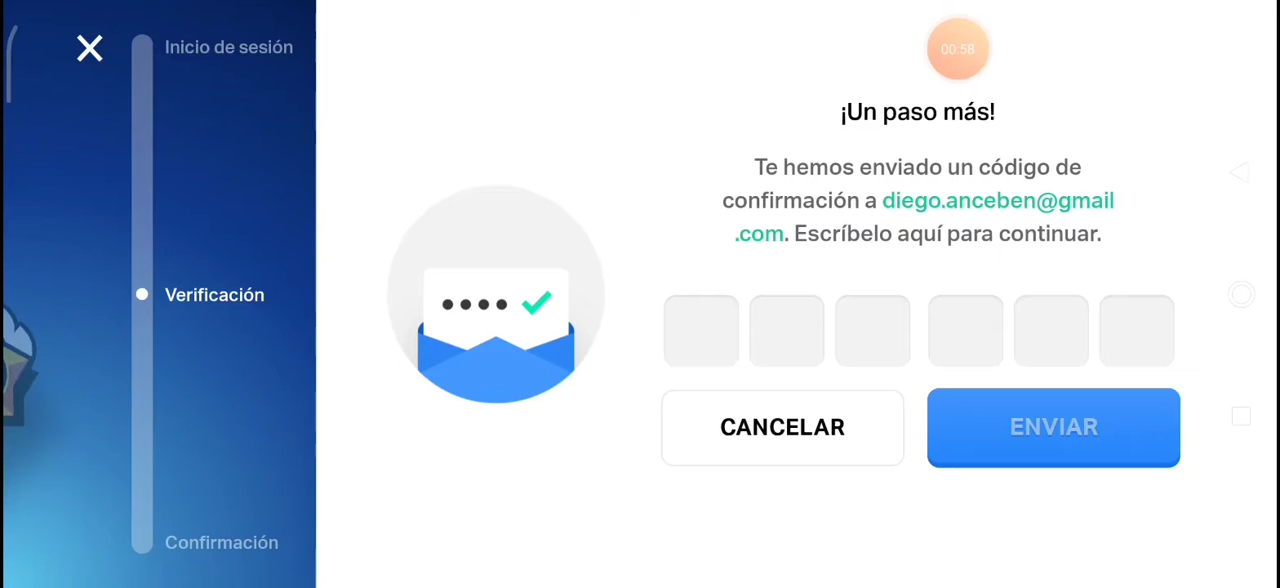 Inicio de sesión
Verificación
Confirmación
00:58
¡Un paso más!
Te hemos enviado un código de
confirmación a diego.anceben@gmail
.com. Escríbelo aquí para continuar.
CANCELAR
ENVIAR